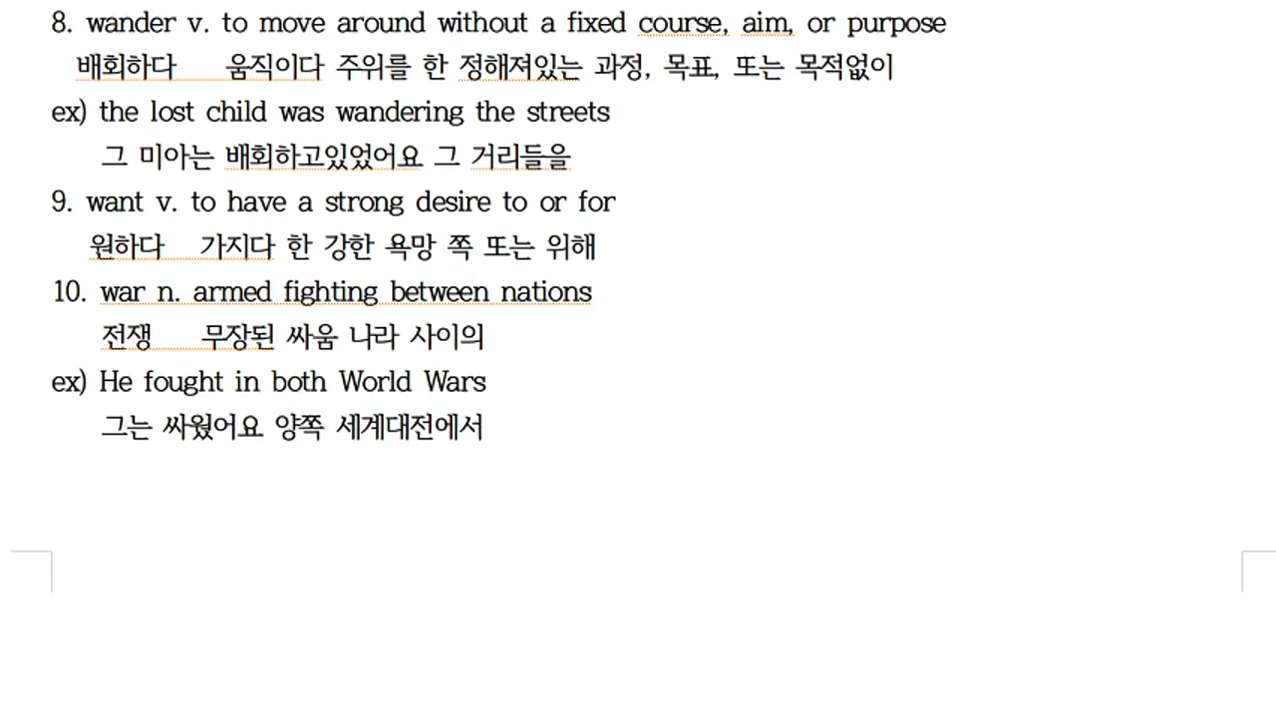 8. wander v. to move around without a fixed course, aim, or purpose
배회하다 움직이다 주위를 한 정해져있는 과정, 목표, 또는 목적없이
ex) the lost child was wandering the streets
그 미아는 배회하고있었어요 그 거리들을
9. want v. to have a strong desire to or for
원하다 가지다 한 강한 욕망 쪽 또는 위해
10. war n. armed fighting between nations
전쟁 무장된 싸움 나라 사이의
ex) He fought in both World Wars
그는 싸웠어요 양쪽 세계대전에서